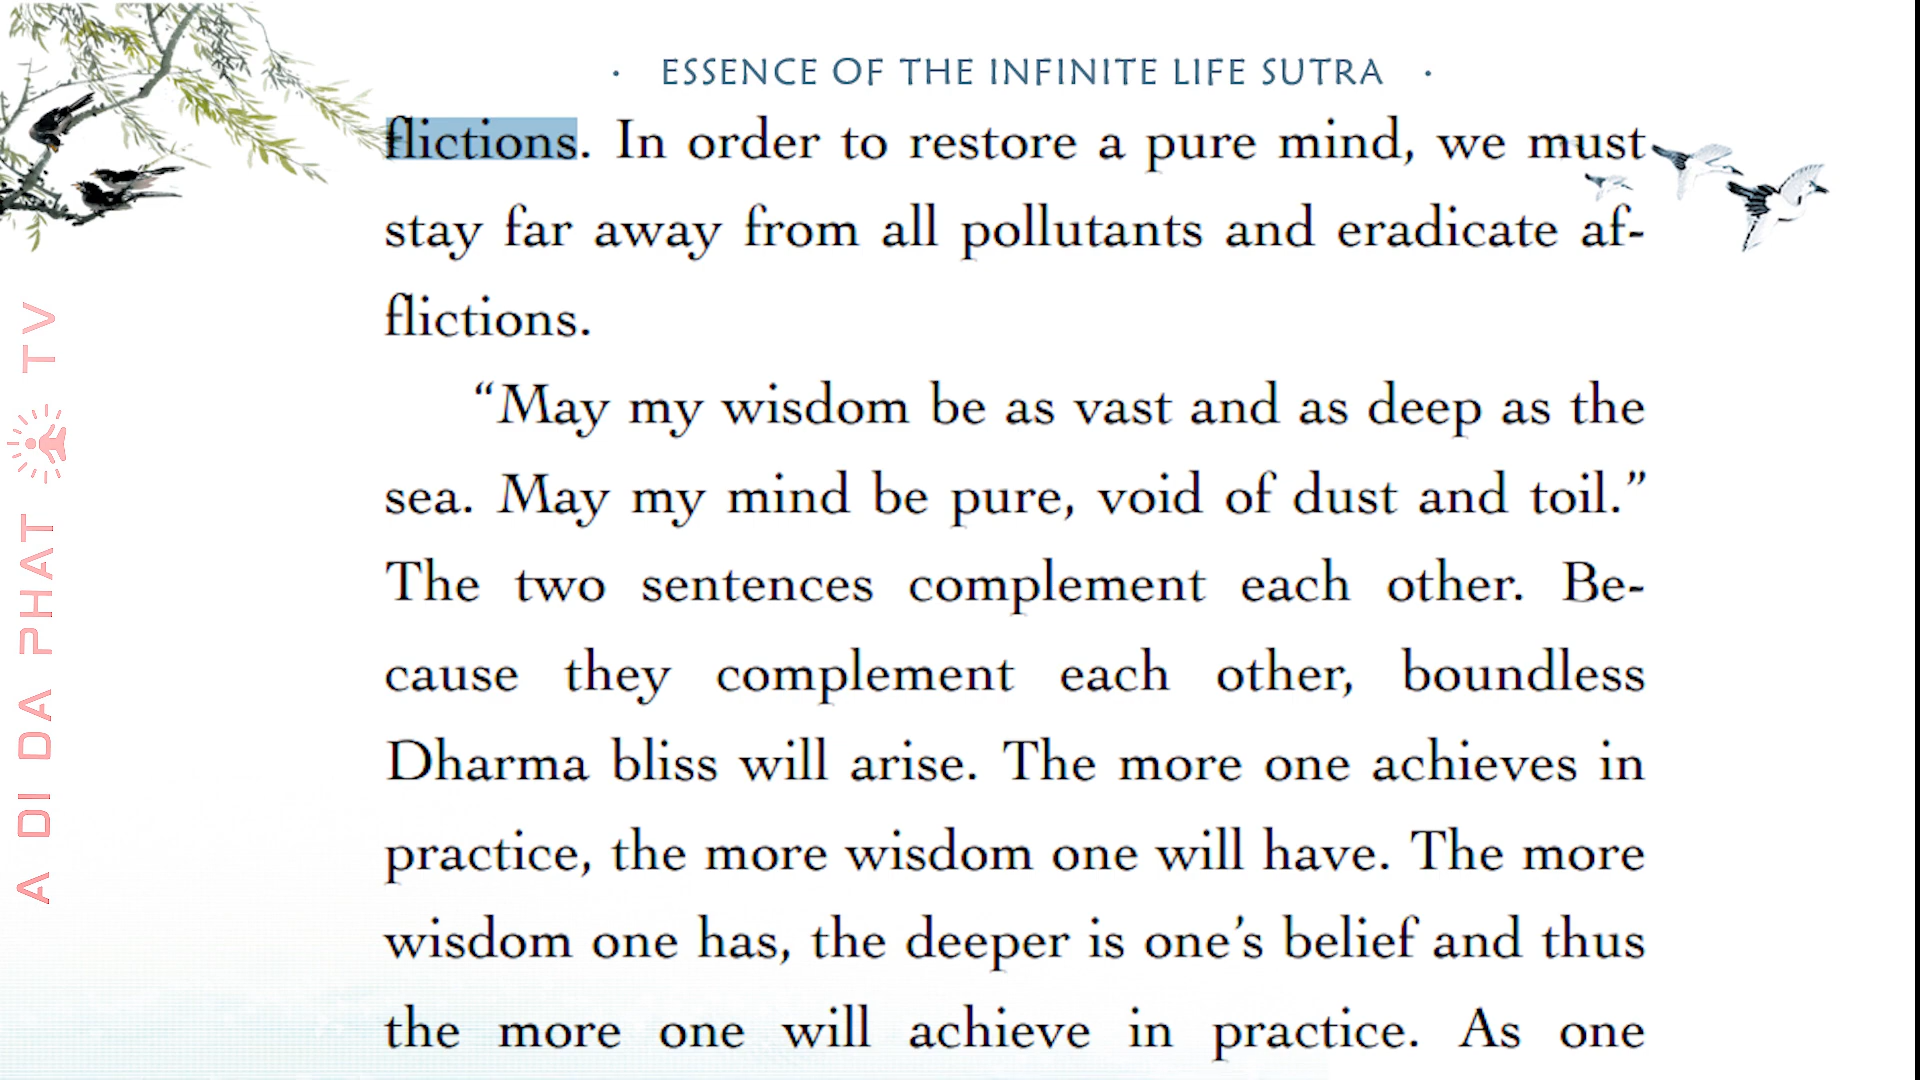 · ESSENCE OF THE INFINITE LIFE SUTRA ·
flictions. In order to restore a pure mind, we must
stay far away from all pollutants and eradicate af-
flictions.
“May my wisdom be as vast and as deep as the
sea. May my mind be pure, void of dust and toil.”
The two sentences complement each other. Be-
cause they complement each other, boundless
Dharma bliss will arise. The more one achieves in
practice, the more wisdom one will have. The more
wisdom one has, the deeper is one’s belief and thus
the more one will achieve in practice. As one
A DI DA PHAT TV